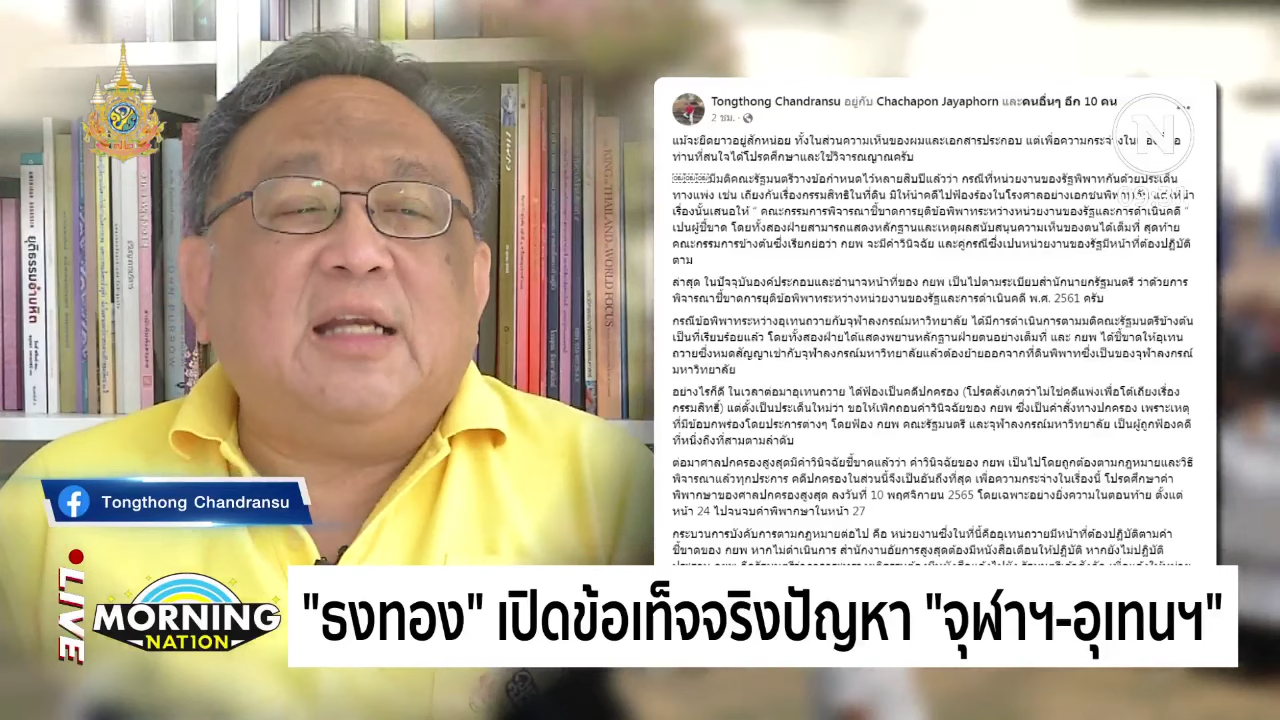 Tongthong Chandransu อยู่กับ Chachapon Jayaphorn และคนอื่นๆ อีก 10 คน
2 ชม.
แม้จะยืดยาวอยู่สักหน่อย ทั้งในส่วนความเห็นของผมและเอกสารประกอบ แต่เพื่อความกระจ่างใน
ท่านที่สนใจได้โปรดศึกษาและใช้วิจารณญาณครับ
มีมติคณะรัฐมนตรีวางข้อกำหนดไว้หลายสิบปีแล้วว่า กรณีที่หน่วยงานของรัฐพิพาทกันด้วยประเด็น
ทางแพ่ง เช่น เถียงกันเรื่องกรรมสิทธิในที่ดิน มิให้นำคดีไปฟ้องร้องในโรงศาลอย่างเอกชนพิพาท
เรื่องนั้นเสนอให้ " คณะกรรมการพิจารณาชี้ขาดการยุติข้อพิพาทระหว่างหน่วยงานของรัฐและการดำเนินคดี "
เป็นผู้ชี้ขาด โดยทั้งสองฝ่ายสามารถแสดงหลักฐานและเหตุผลสนับสนุนความเห็นของตนได้เต็มที่ สุดท้าย
คณะกรรมการข้างต้นซึ่งเรียกย่อว่า กยพ จะมีคำวินิจฉัย และคู่กรณีซึ่งเป็นหน่วยงานของรัฐมีหน้าที่ต้องปฏิบัติ
ตาม
ล่าสุด ในปัจจุบันองค์ประกอบและอำนาจหน้าที่ของ กยพ เป็นไปตามระเบียบสำนักนายกรัฐมนตรี ว่าด้วยการ
พิจารณาชี้ขาดการยุติข้อพิพาทระหว่างหน่วยงานของรัฐและการดำเนินคดี พ.ศ. 2561 ครับ
กรณีข้อพิพาทระหว่างอุเทนถวายกับจุฬาลงกรณ์มหาวิทยาลัย ได้มีการดำเนินการตามมติคณะรัฐมนตรีข้างต้น
เป็นที่เรียบร้อยแล้ว โดยทั้งสองฝ่ายได้แสดงพยานหลักฐานฝ่ายตนอย่างเต็มที่ และ กยพ ได้ชี้ขาดให้อุเทน
ถวายซึ่งหมดสัญญาเช่ากับจุฬาลงกรณ์มหาวิทยาลัยแล้วต้องย้ายออกจากที่ดินพิพาทซึ่งเป็นของจุฬาลงกรณ์
มหาวิทยาลัย
อย่างไรก็ดี ในเวลาต่อมาอุเทนถวาย ได้ฟ้องเป็นคดีปกครอง (โปรดสังเกตว่าไม่ใช่คดีแพ่งเพื่อโต้เถียงเรื่อง
กรรมสิทธิ์) แต่ตั้งเป็นประเด็นใหม่ว่า ขอให้เพิกถอนคำวินิจฉัยของ กยพ ซึ่งเป็นคำสั่งทางปกครอง เพราะเหตุ
ที่มีข้อบกพร่องโดยประการต่างๆ โดยฟ้อง กยพ คณะรัฐมนตรี และจุฬาลงกรณ์มหาวิทยาลัย เป็นผู้ถูกฟ้องคดี
ที่หนึ่งถึงที่สามตามลำดับ
ต่อมาศาลปกครองสูงสุดมีคำวินิจฉัยชี้ขาดแล้วว่า คำวินิจฉัยของ กยพ เป็นไปโดยถูกต้องตามกฎหมายและวิธี
พิจารณาแล้วทุกประการ คดีปกครองในส่วนนี้จึงเป็นอันถึงที่สุด เพื่อความกระจ่างในเรื่องนี้ โปรดศึกษาคำ
พิพากษาของศาลปกครองสูงสุด ลงวันที่ 10 พฤศจิกายน 2565 โดยเฉพาะอย่างยิ่งความในตอนท้าย ตั้งแต่
หน้า 24 ไปจนจบคำพิพากษาในหน้า 27
กระบวนการบังคับการตามกฎหมายต่อไป คือ หน่วยงานซึ่งในที่นี้คืออุเทนถวายมีหน้าที่ต้องปฏิบัติตามคำ
ชี้ขาดของ กยพ หากไม่ดำเนินการ สำนักงานอัยการสูงสุดต้องมีหนังสือเตือนให้ปฏิบัติ หากยังไม่ปฏิบัติ
ยุติธรรมอำมหิต
KING THAILAND WORLD FOCUS
Tongthong Chandransu
LIVE
MORNING
NATION
"ธงทอง" เปิดข้อเท็จจริงปัญหา "จุฬาฯ-อุเทนฯ"